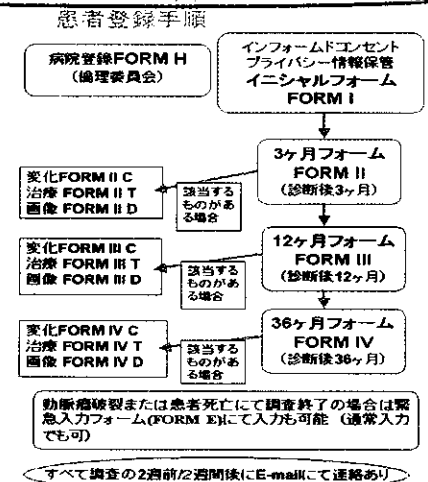 患者登録手順
病院登録FORM H
(倫理委員会)
インフォームドコンセント
プライバシー情報保管
イニシャルフォーム
FORM I
3ヶ月フォーム
FORM II
(診断後3ヶ月)
該当する
ものがあ
る場合
変化FORM II C
治療 FORM II T
画像 FORM II D
12ヶ月フォーム
FORM III
(診断後12ヶ月)
該当する
ものがあ
る場合
変化FORM III C
治療 FORM III T
画像 FORM III D
36ヶ月フォーム
FORM IV
(診断後36ヶ月)
該当する
ものがあ
る場合
変化FORM IV C
治療 FORM IV T
画像 FORM IV D
動脈瘤破裂または患者死亡にて調査終了の場合は緊
急入力フォーム(FORM E)にて入力も可能(通常入力
でも可)
すべて調査の2週前/2週間後にE-mailにて連絡あり